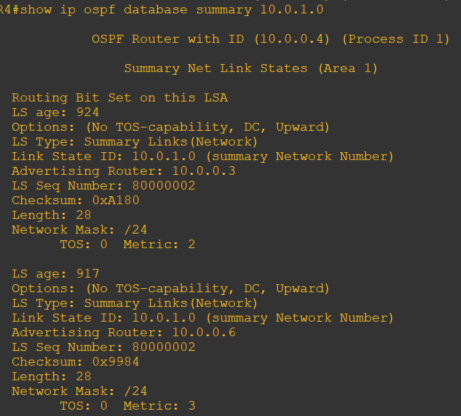 R4#show ip ospf database summary 10.0.1.0
OSPF Router with ID (10.0.0.4) (Process ID 1)
Summary Net Link States (Area 1)
Routing Bit Set on this LSA
LS age: 924
Options: (No TOS-capability, DC, Upward)
LS Type: Summary Links(Network)
Link State ID: 10.0.1.0 (summary Network Number)
Advertising Router: 10.0.0.3
LS Seq Number: 80000002
Checksum: 0xA180
Length: 28
Network Mask: /24
TOS: 0 Metric: 2
LS age: 917
Options: (No TOS-capability, DC, Upward)
LS Type: Summary Links(Network)
Link State ID: 10.0.1.0 (summary Network Number)
Advertising Router: 10.0.0.6
LS Seq Number: 80000002
Checksum: 0x9984
Length: 28
Network Mask: /24
TOS: 0 Metric: 3